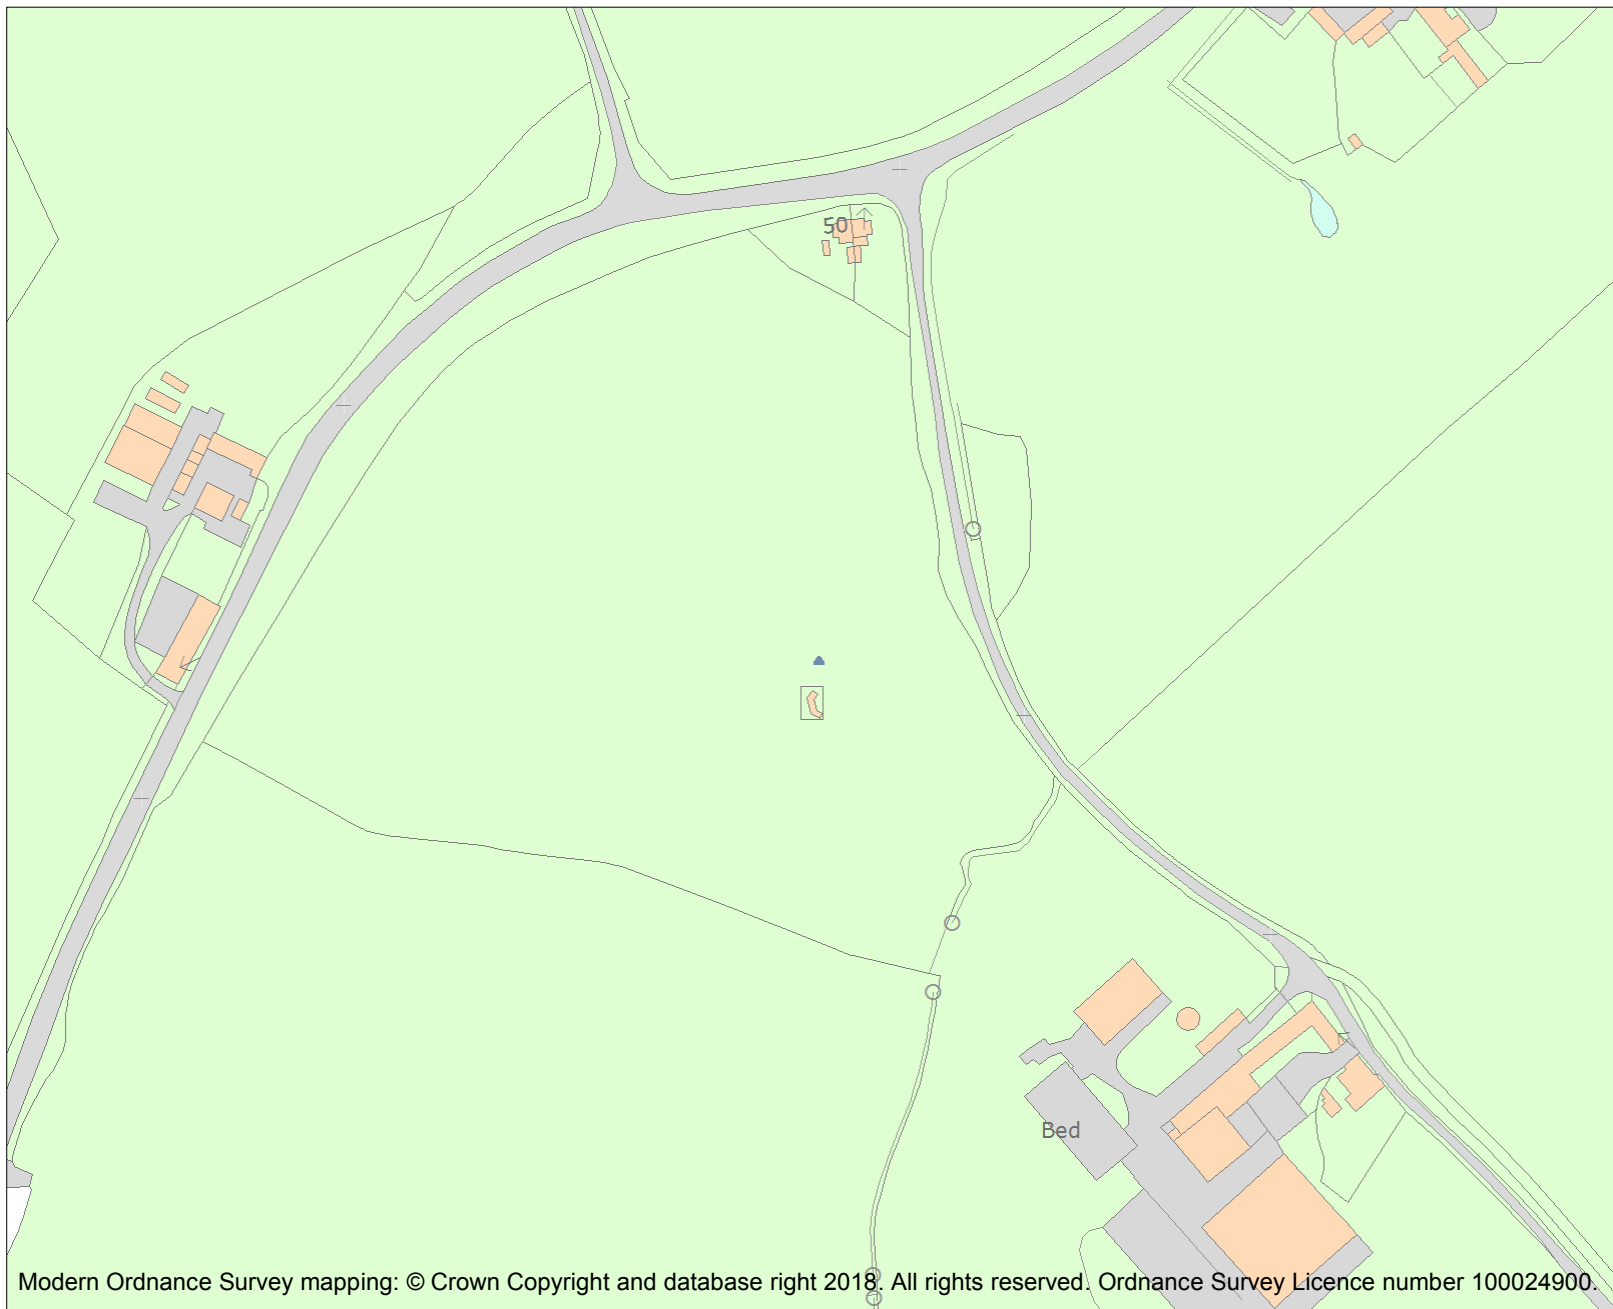 50
Bed
Modern Ordnance Survey mapping: © Crown Copyright and database right 2018. All rights reserved. Ordnance Survey Licence number 100024900.